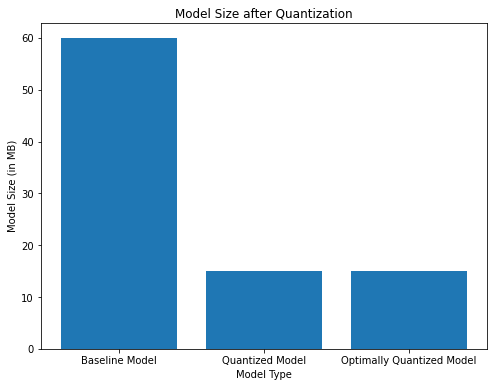 Model Size after Quantization
Model Size (in MB)
60
50
40
30
20
10
0
Baseline Model
Quantized Model
Optimally Quantized Model
Model Type